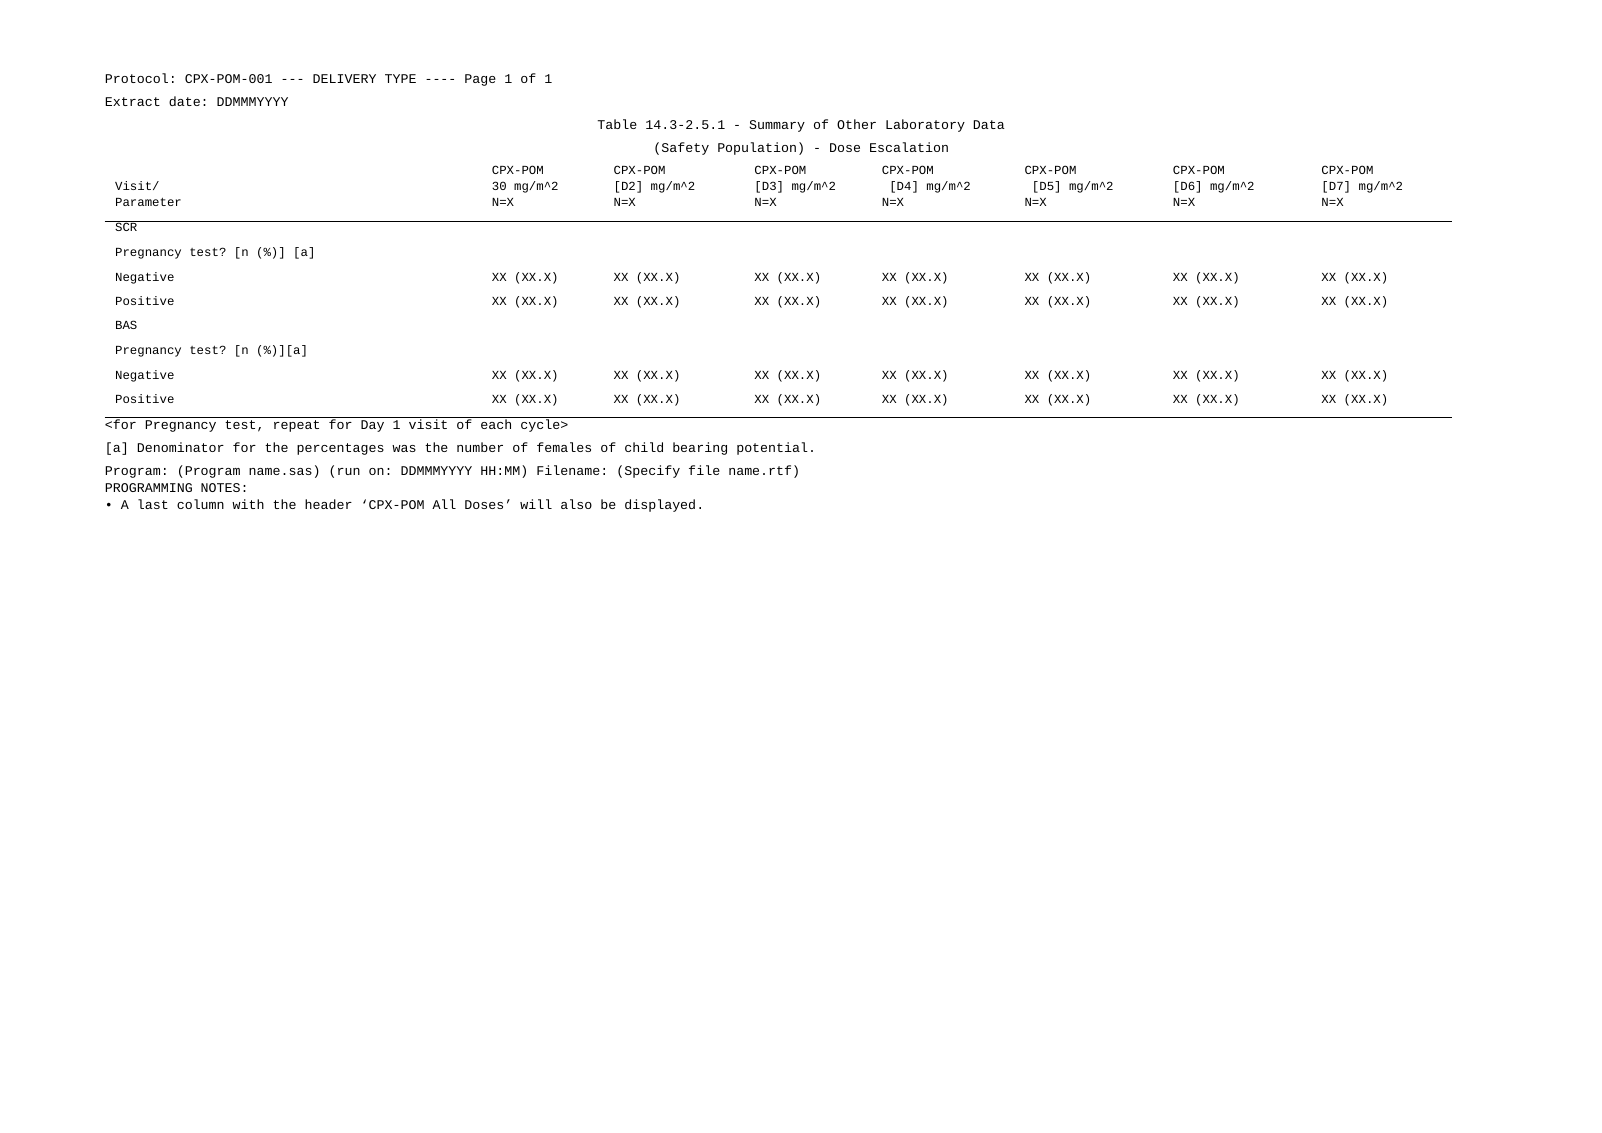 Protocol: CPX-POM-001 --- DELIVERY TYPE ---- Page 1 of 1
Extract date: DDMMMYYYY
Table 14.3-2.5.1 - Summary of Other Laboratory Data
(Safety Population) - Dose Escalation
CPX-POM CPX-POM CPX-POM CPX-POM CPX-POM CPX-POM CPX-POM
Visit/ 30 mg/m^2 [D2] mg/m^2 [D3] mg/m^2 [D4] mg/m^2 [D5] mg/m^2 [D6] mg/m^2 [D7] mg/m^2
Parameter N=X N=X N=X N=X N=X N=X N=X
SCR
Pregnancy test? [n (%)] [a]
Negative XX (XX.X) XX (XX.X) XX (XX.X) XX (XX.X) XX (XX.X) XX (XX.X) XX (XX.X)
Positive XX (XX.X) XX (XX.X) XX (XX.X) XX (XX.X) XX (XX.X) XX (XX.X) XX (XX.X)
BAS
Pregnancy test? [n (%)][a]
Negative XX (XX.X) XX (XX.X) XX (XX.X) XX (XX.X) XX (XX.X) XX (XX.X) XX (XX.X)
Positive XX (XX.X) XX (XX.X) XX (XX.X) XX (XX.X) XX (XX.X) XX (XX.X) XX (XX.X)
<for Pregnancy test, repeat for Day 1 visit of each cycle>
[a] Denominator for the percentages was the number of females of child bearing potential.
Program: (Program name.sas) (run on: DDMMMYYYY HH:MM) Filename: (Specify file name.rtf)
PROGRAMMING NOTES:
• A last column with the header ‘CPX-POM All Doses’ will also be displayed.